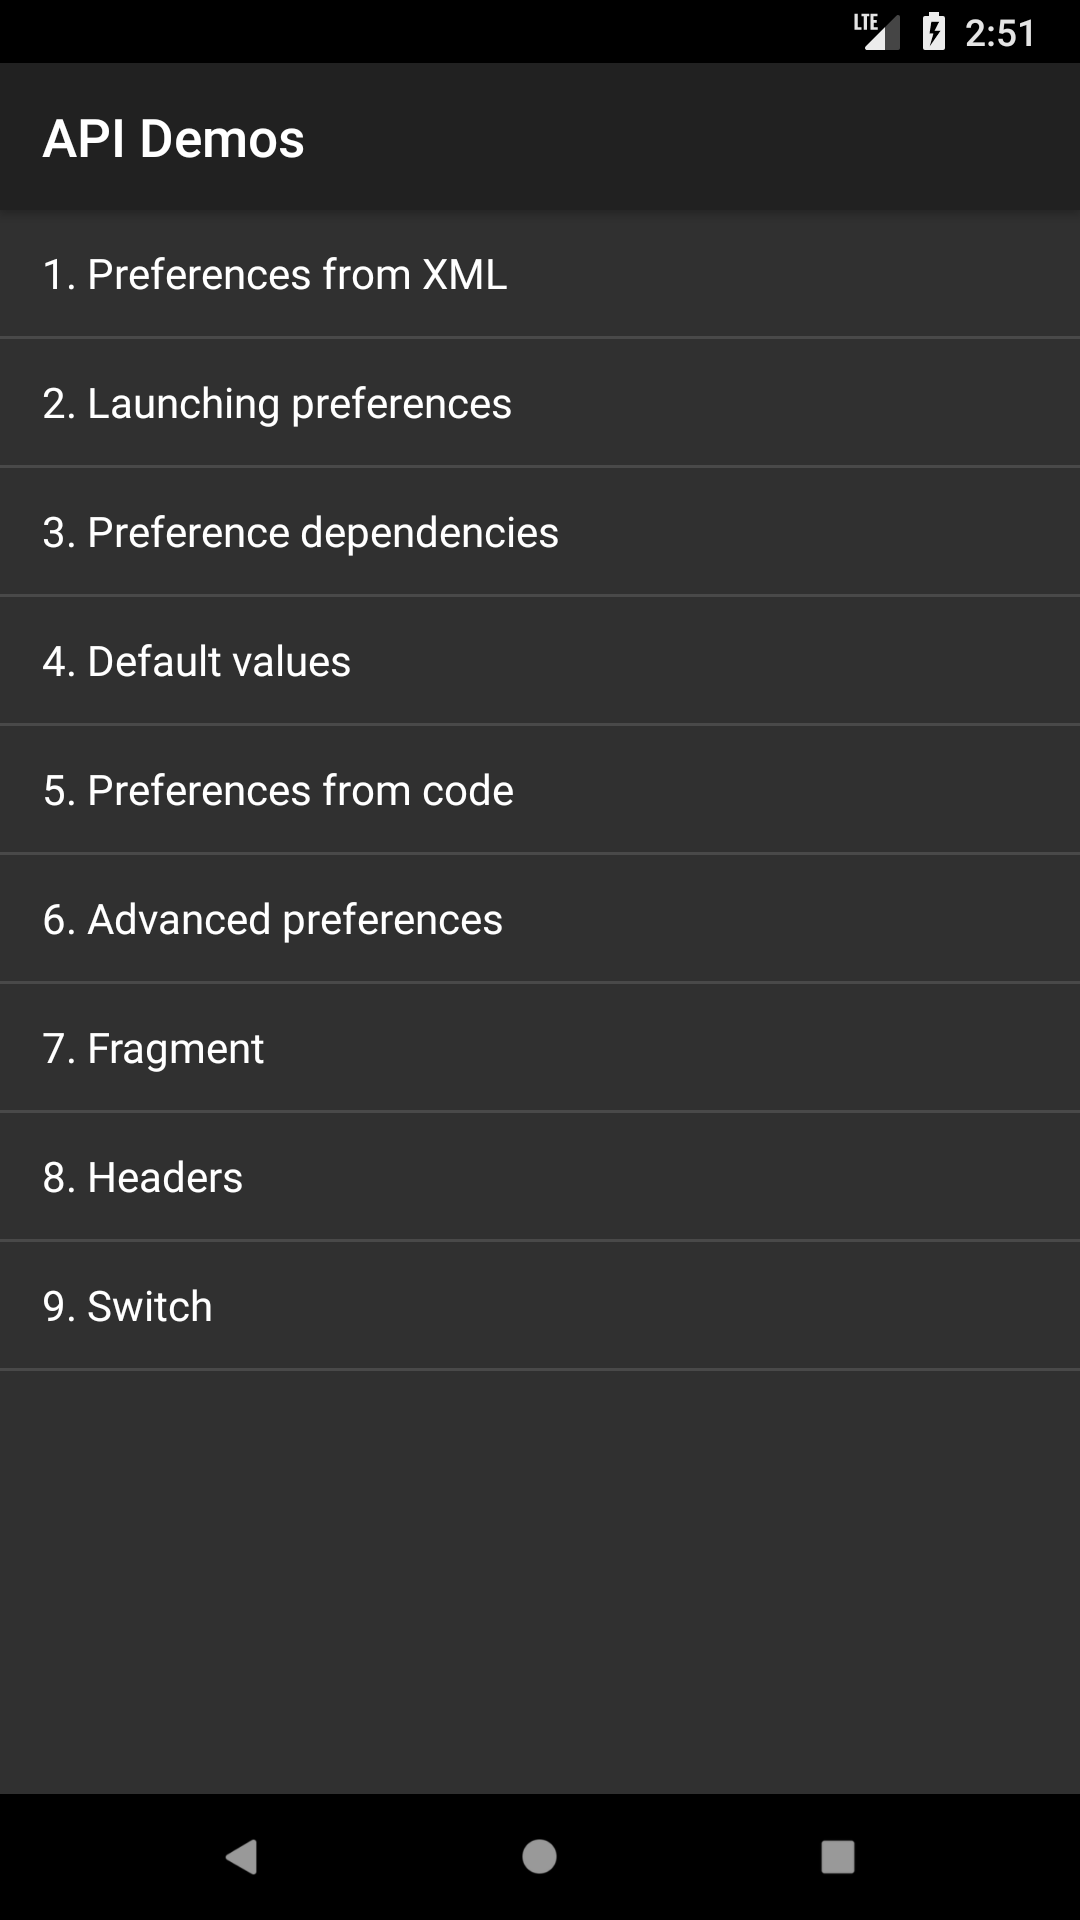 LTE 2:51
API Demos
1. Preferences from XML
2. Launching preferences
3. Preference dependencies
4. Default values
5. Preferences from code
6. Advanced preferences
7. Fragment
8. Headers
9. Switch